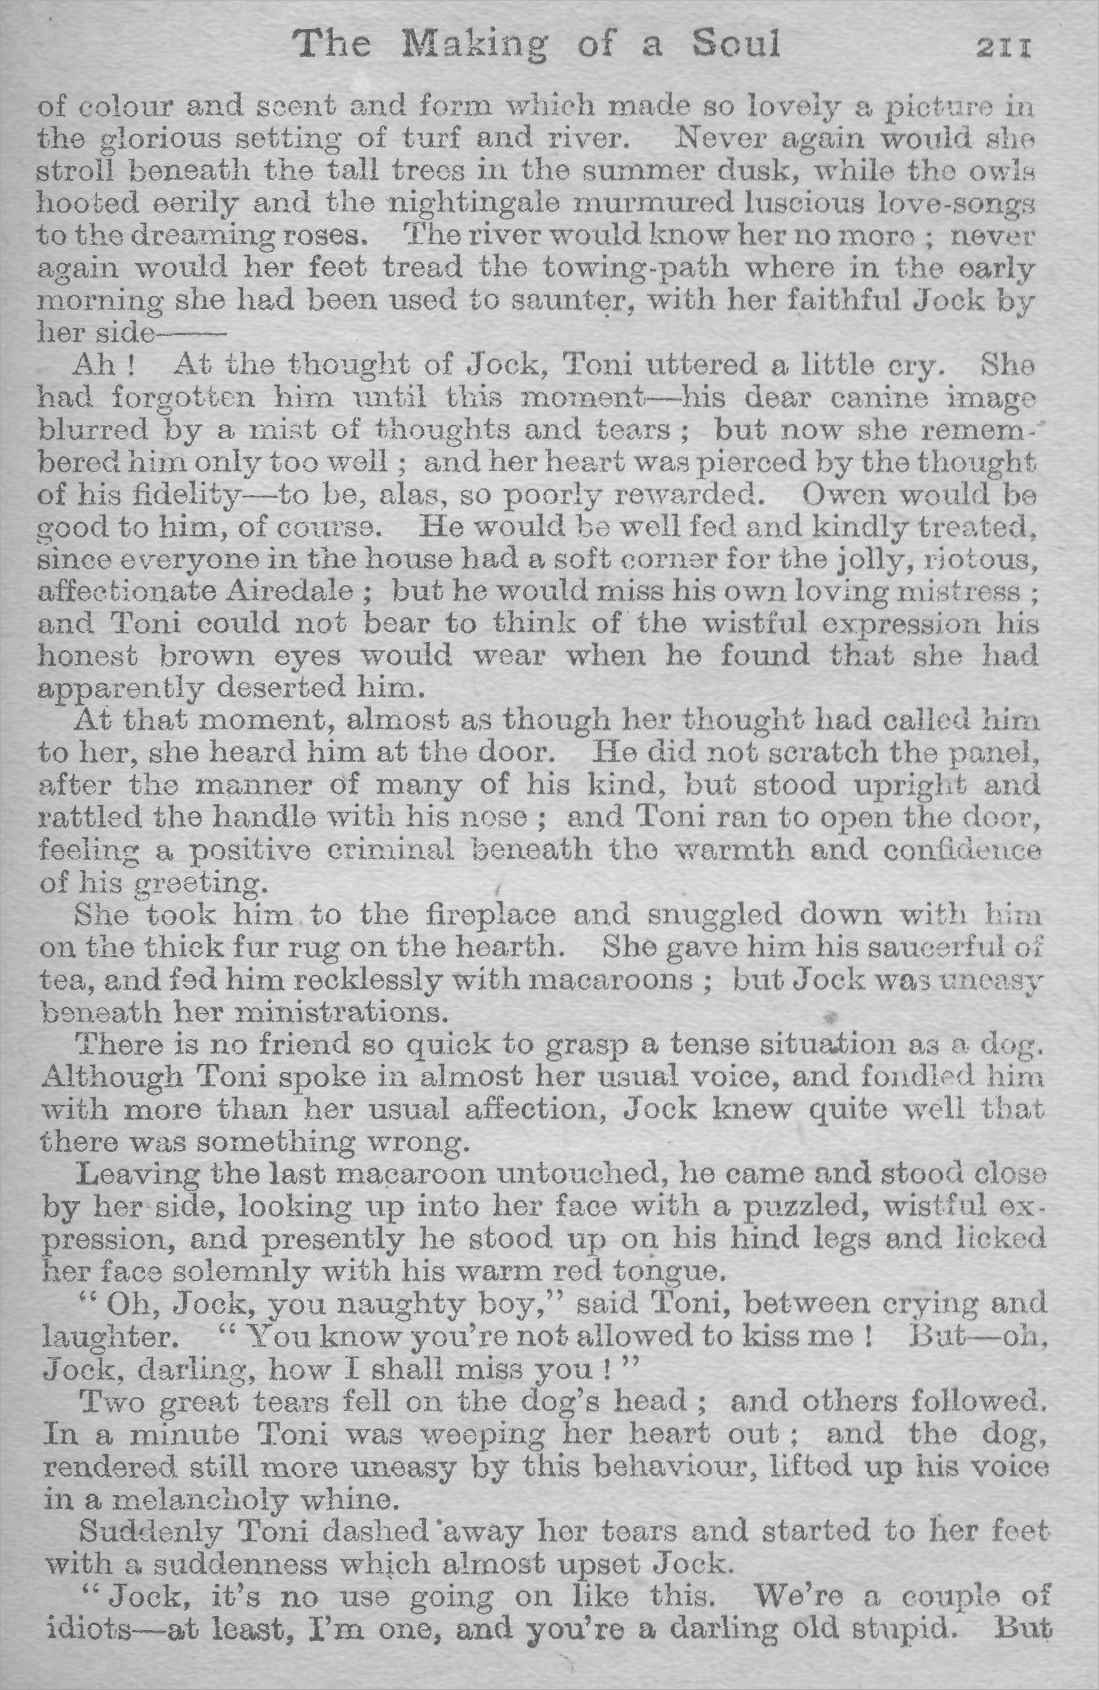 The Making of a Soul 211
of colour and scent and form which made so lovely a picture in
the glorious setting of turf and river. Never again would she
stroll beneath the tall trees in the summer dusk, while the owls
hooted eerily and the nightingale murmured luscious love-songs
to the dreaming roses. The river would know her no more ; never
again would her feet tread the towing-path where in the early
morning she had been used to saunter, with her faithful Jock by
her side——
Ah ! At the thought of Jock, Toni uttered a little cry. She
had forgotten him until this moment—his dear canine image
blurred by a mist of thoughts and tears ; but now she remem-
bered him only too well ; and her heart was pierced by the thought
of his fidelity—to be, alas, so poorly rewarded. Owen would be
good to him, of course. He would be well fed and kindly treated,
since everyone in the house had a soft corner for the jolly, riotous,
affectionate Airedale ; but he would miss his own loving mistress ;
and Toni could not bear to think of the wistful expression his
honest brown eyes would wear when he found that she had
apparently deserted him.
At that moment, almost as though her thought had called him
to her, she heard him at the door. He did not scratch the panel,
after the manner of many of his kind, but stood upright and
rattled the handle with his nose ; and Toni ran to open the door,
feeling a positive criminal beneath the warmth and confidence
of his greeting.
She took him to the fireplace and snuggled down with him
on the thick fur rug on the hearth. She gave him his saucerful of
tea, and fed him recklessly with macaroons ; but Jock was uneasy
beneath her ministrations.
There is no friend so quick to grasp a tense situation as a dog.
Although Toni spoke in almost her usual voice, and fondled him
with more than her usual affection, Jock knew quite well that
there was something wrong.
Leaving the last macaroon untouched, he came and stood close
by her side, looking up into her face with a puzzled, wistful ex-
pression, and presently he stood up on his hind legs and licked
her face solemnly with his warm red tongue.
“ Oh, Jock, you naughty boy,” said Toni, between crying and
laughter. “ You know you’re not allowed to kiss me ! But—oh,
Jock, darling, how I shall miss you ! ”
Two great tears fell on the dog’s head ; and others followed.
In a minute Toni was weeping her heart out ; and the dog,
rendered still more uneasy by this behaviour, lifted up his voice
in a melancholy whine.
Suddenly Toni dashed away her tears and started to her feet
with a suddenness which almost upset Jock.
“ Jock, it’s no use going on like this. We’re a couple of
idiots—at least, I’m one, and you’re a darling old stupid. But